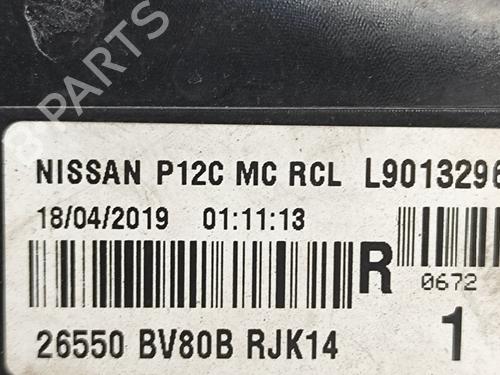 B-PARTS
NISSAN P12C MC RCL L9013296
18/04/2019 01:11:13
R
0672
26550 BV80B RJK14 1